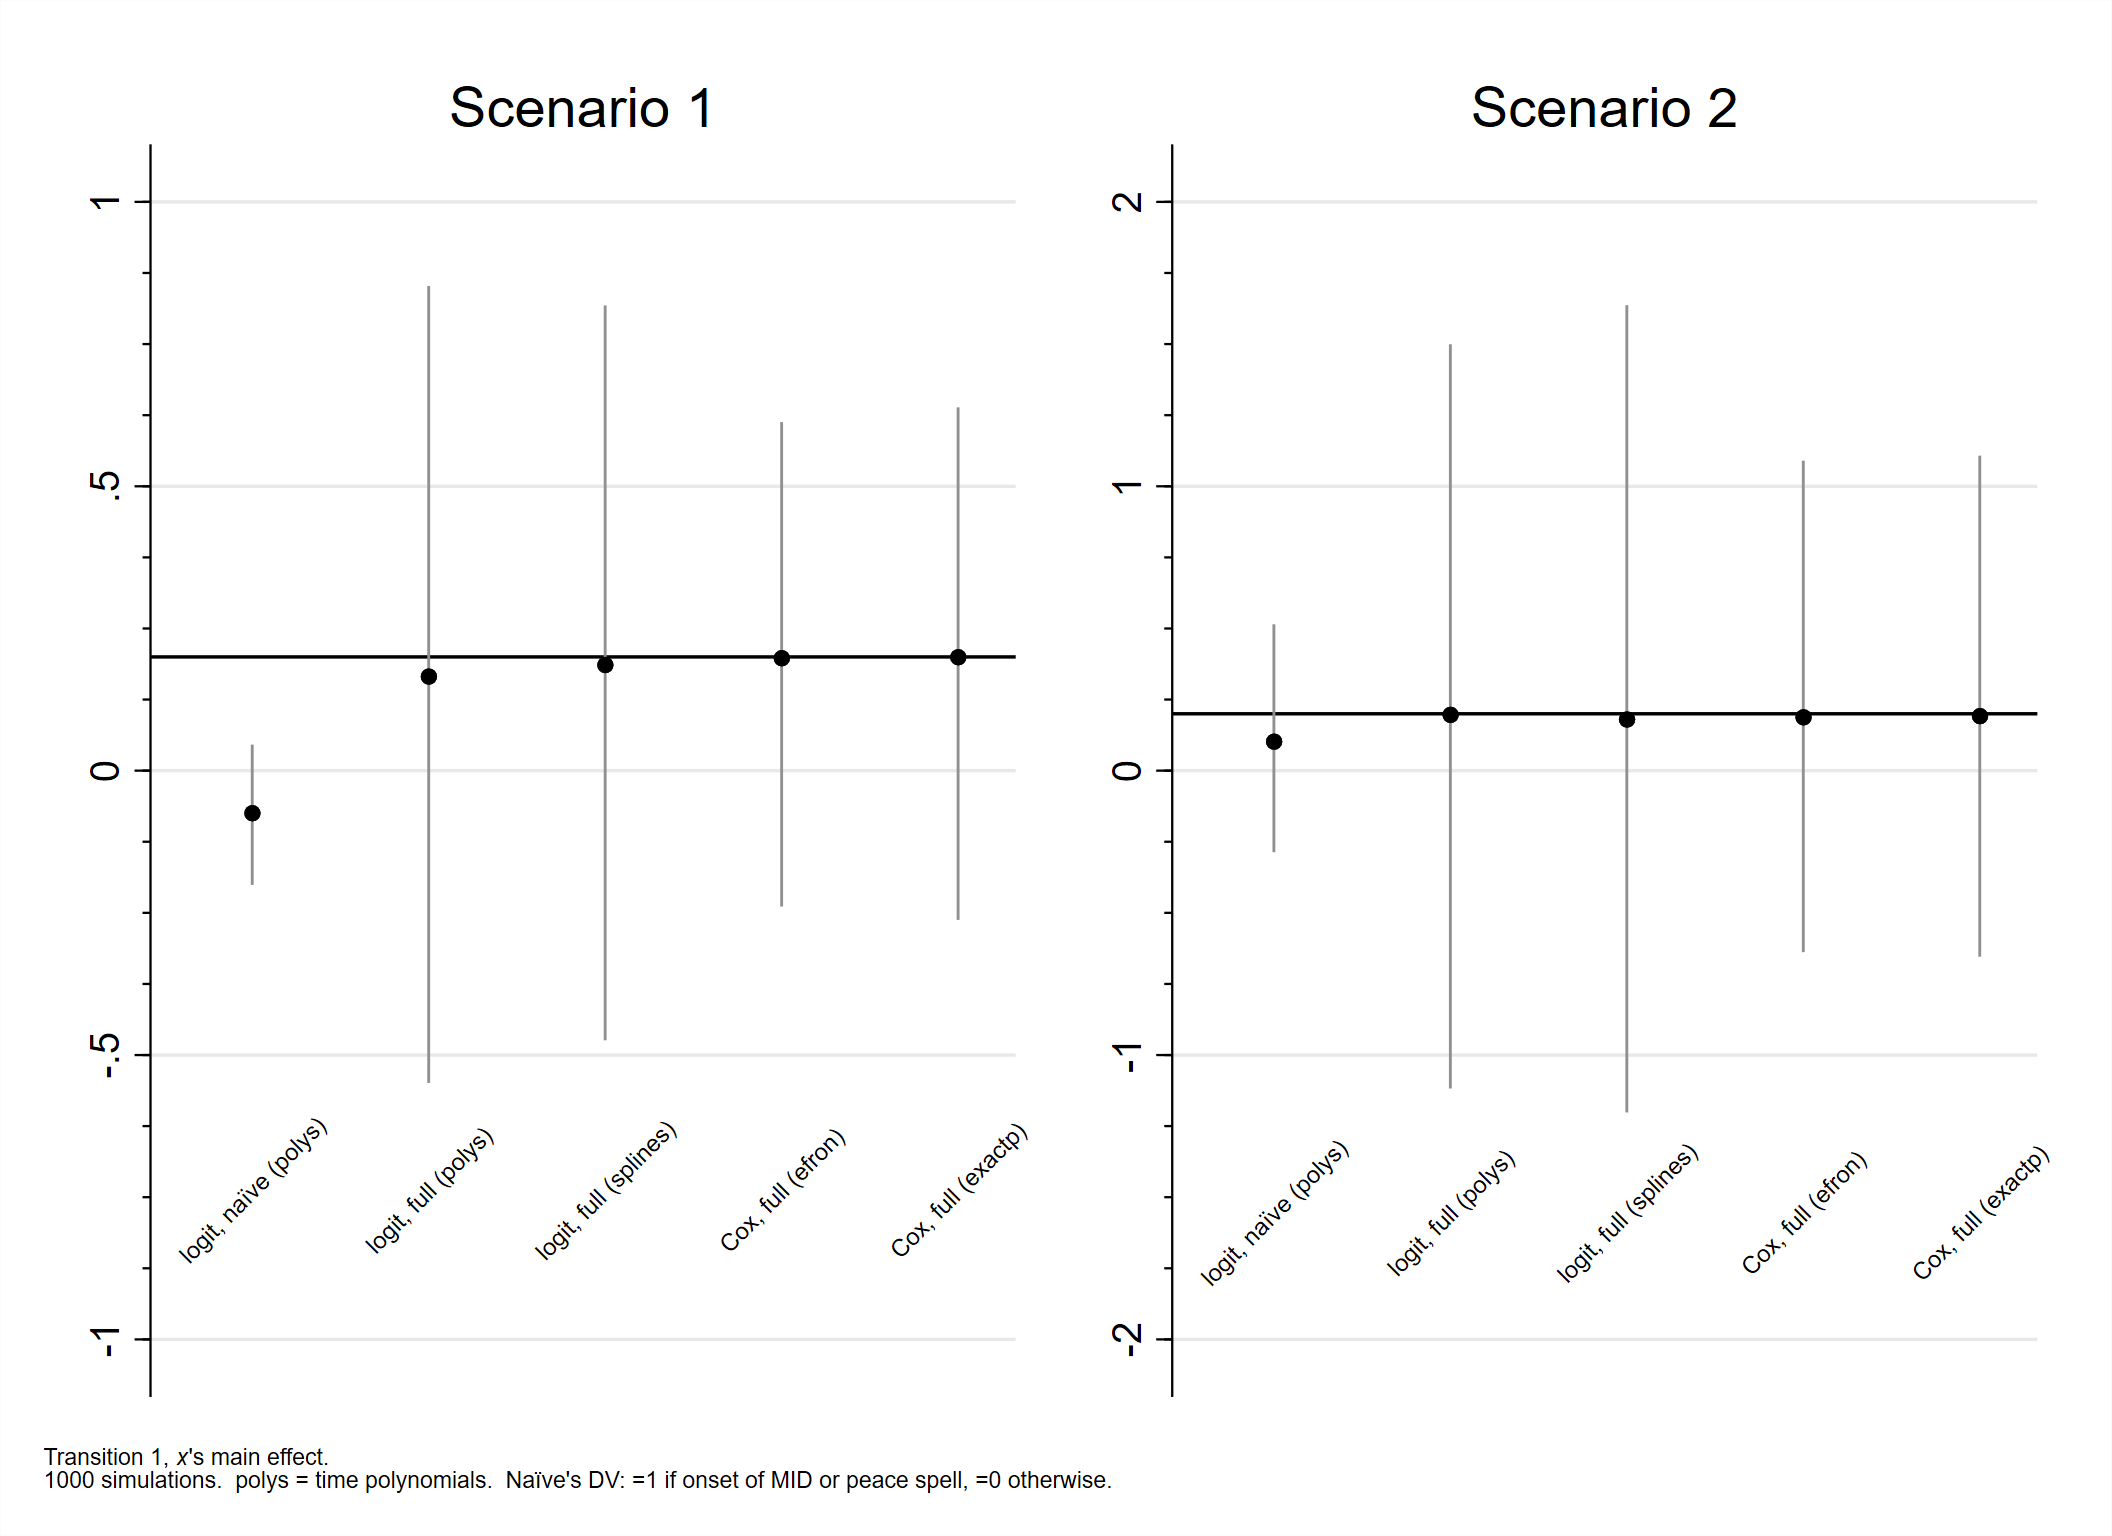 Scenario 1
1
.5
0
-.5
-1
logit, naïve (polys)
logit, full (polys)
logit, full (splines)
Cox, full (efron)
Cox, full (exactp)
Scenario 2
2
1
0
-1
-2
logit, naïve (polys)
logit, full (polys)
logit, full (splines)
Cox, full (efron)
Cox, full (exactp)
Transition 1, x's main effect.
1000 simulations.  polys = time polynomials.  Naïve's DV: =1 if onset of MID or peace spell, =0 otherwise.